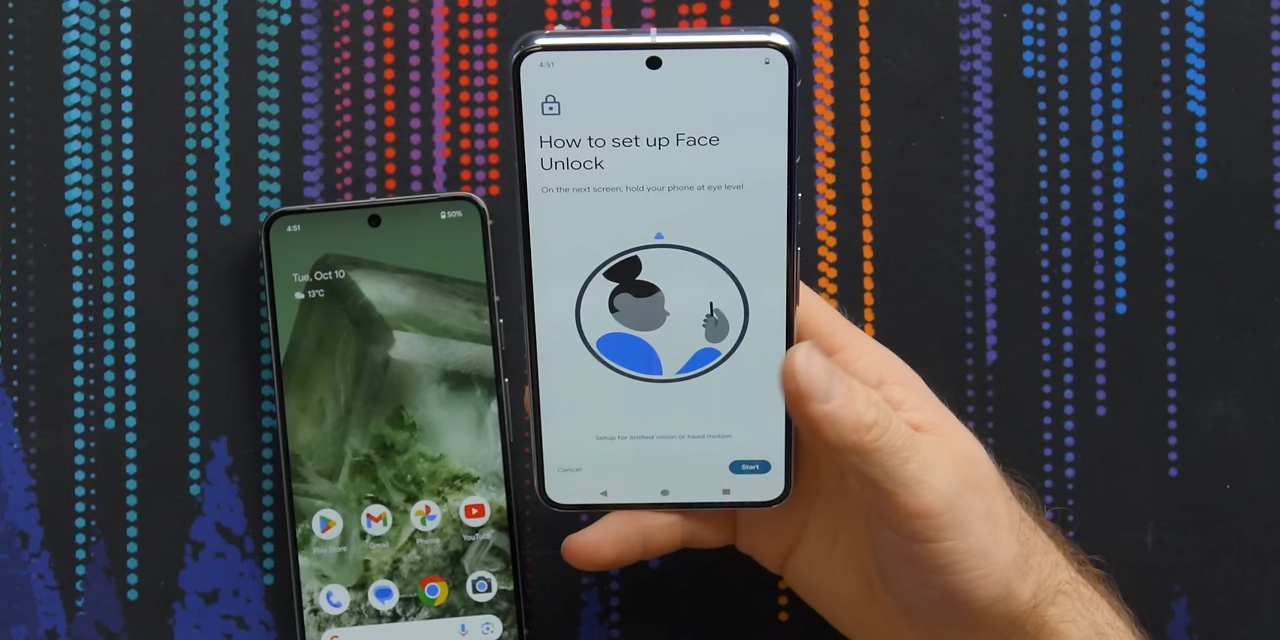 4:51
How to set up Face
Unlock
On the next screen, hold your phone at eye level
Setup for limited vision or head motion
Cancel
Start
4:51
50%
Tue, Oct 10
13°C
Play Store
Gmail
Photos
YouTube